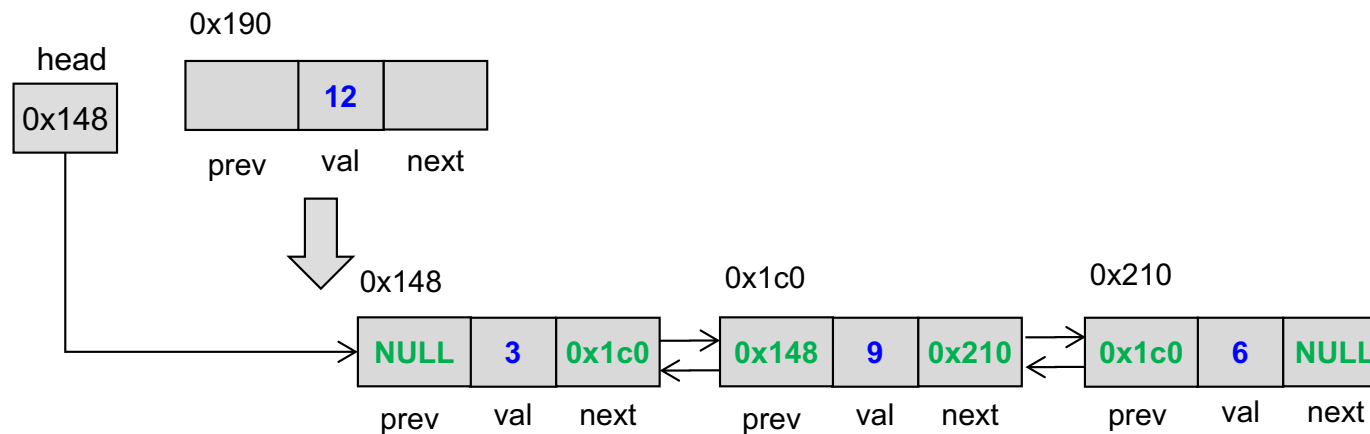 0x190
head
0x148
12
prev val next
0x148 0x1c0 0x210
NULL 3 0x1c0 0x148 9 0x210 0x1c0 6 NULL
prev val next prev val next prev val next